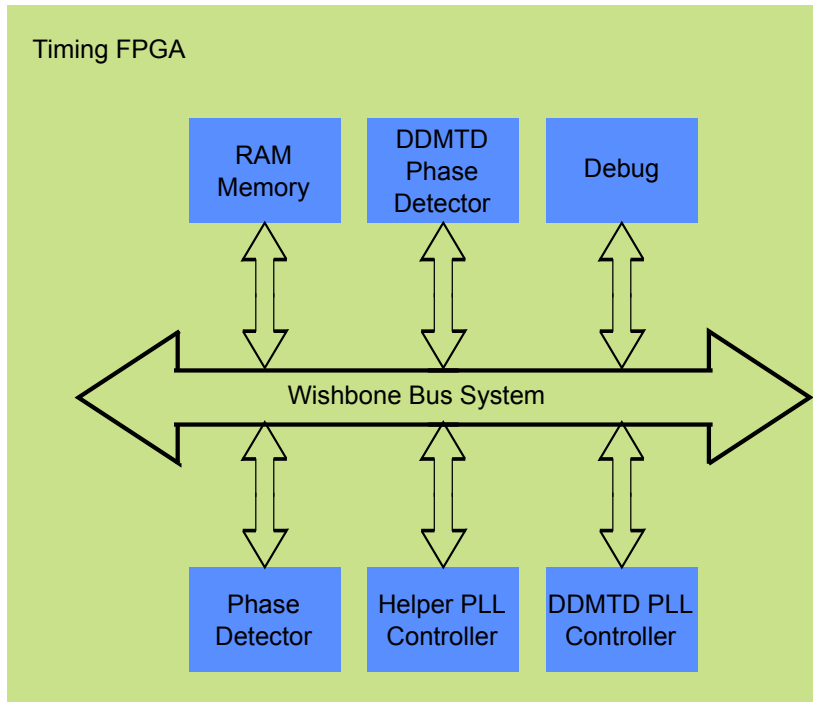 Timing FPGA
RAM
Memory
DDMTD
Phase
Detector
Debug
Wishbone Bus System
Phase
Detector
Helper PLL
Controller
DDMTD PLL
Controller